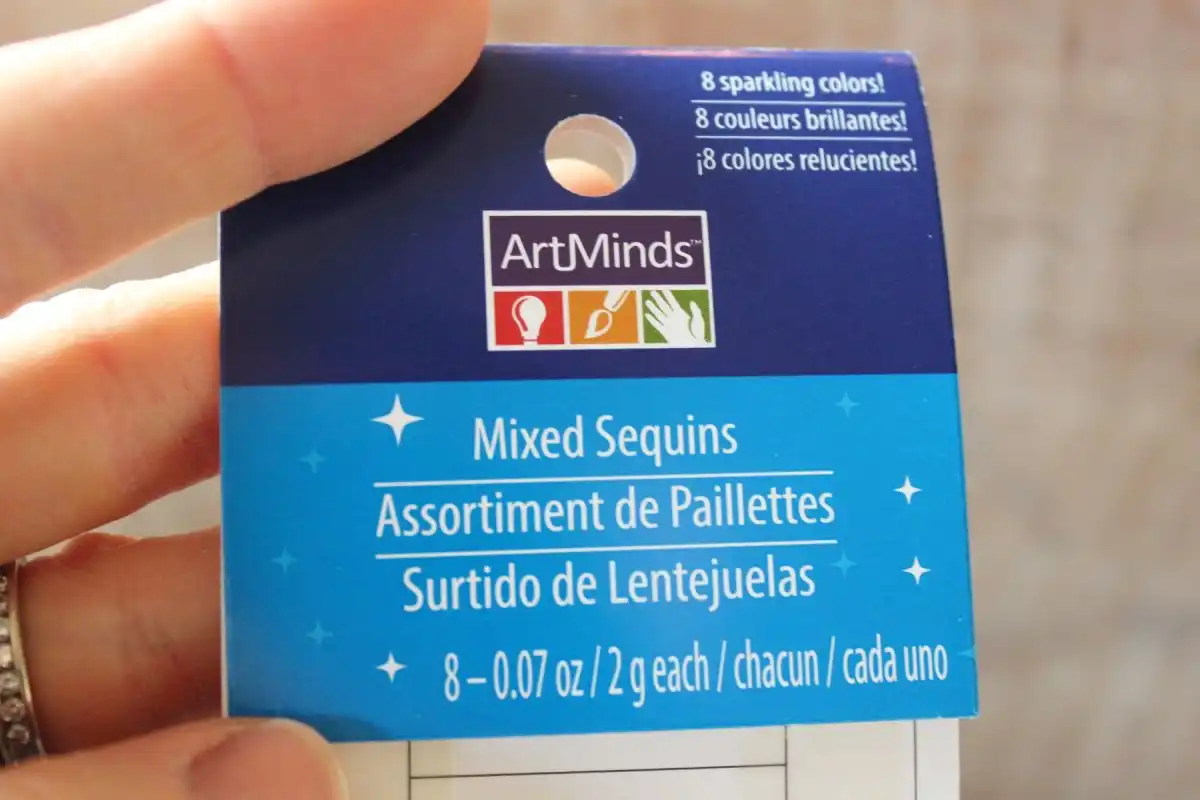 8 sparkling colors!
8 couleurs brillantes!
¡8 colores relucientes!
ArtMinds™
Mixed Sequins
Assortiment de Paillettes
Surtido de Lentejuelas
8 – 0.07 oz / 2 g each / chacun / cada uno